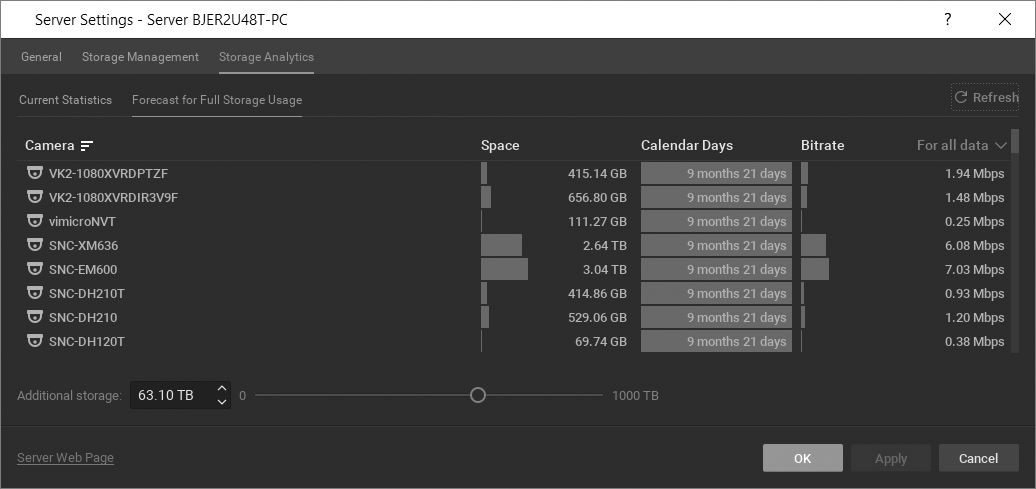 Server Settings - Server BJER2U48T-PC ?
General Storage Management Storage Analytics
Current Statistics Forecast for Full Storage Usage Refresh
Camera Space Calendar Days Bitrate For all data
VK2-1080XVRDPTZF 415.14 GB 9 months 21 days 1.94 Mbps
VK2-1080XVRDIR3V9F 656.80 GB 9 months 21 days 1.48 Mbps
vimicroNVT 111.27 GB 9 months 21 days 0.25 Mbps
SNC-XM636 2.64 TB 9 months 21 days 6.08 Mbps
SNC-EM600 3.04 TB 9 months 21 days 7.03 Mbps
SNC-DH210T 414.86 GB 9 months 21 days 0.93 Mbps
SNC-DH210 529.06 GB 9 months 21 days 1.20 Mbps
SNC-DH120T 69.74 GB 9 months 21 days 0.38 Mbps
Additional storage: 63.10 TB 0 1000 TB
Server Web Page OK Apply Cancel